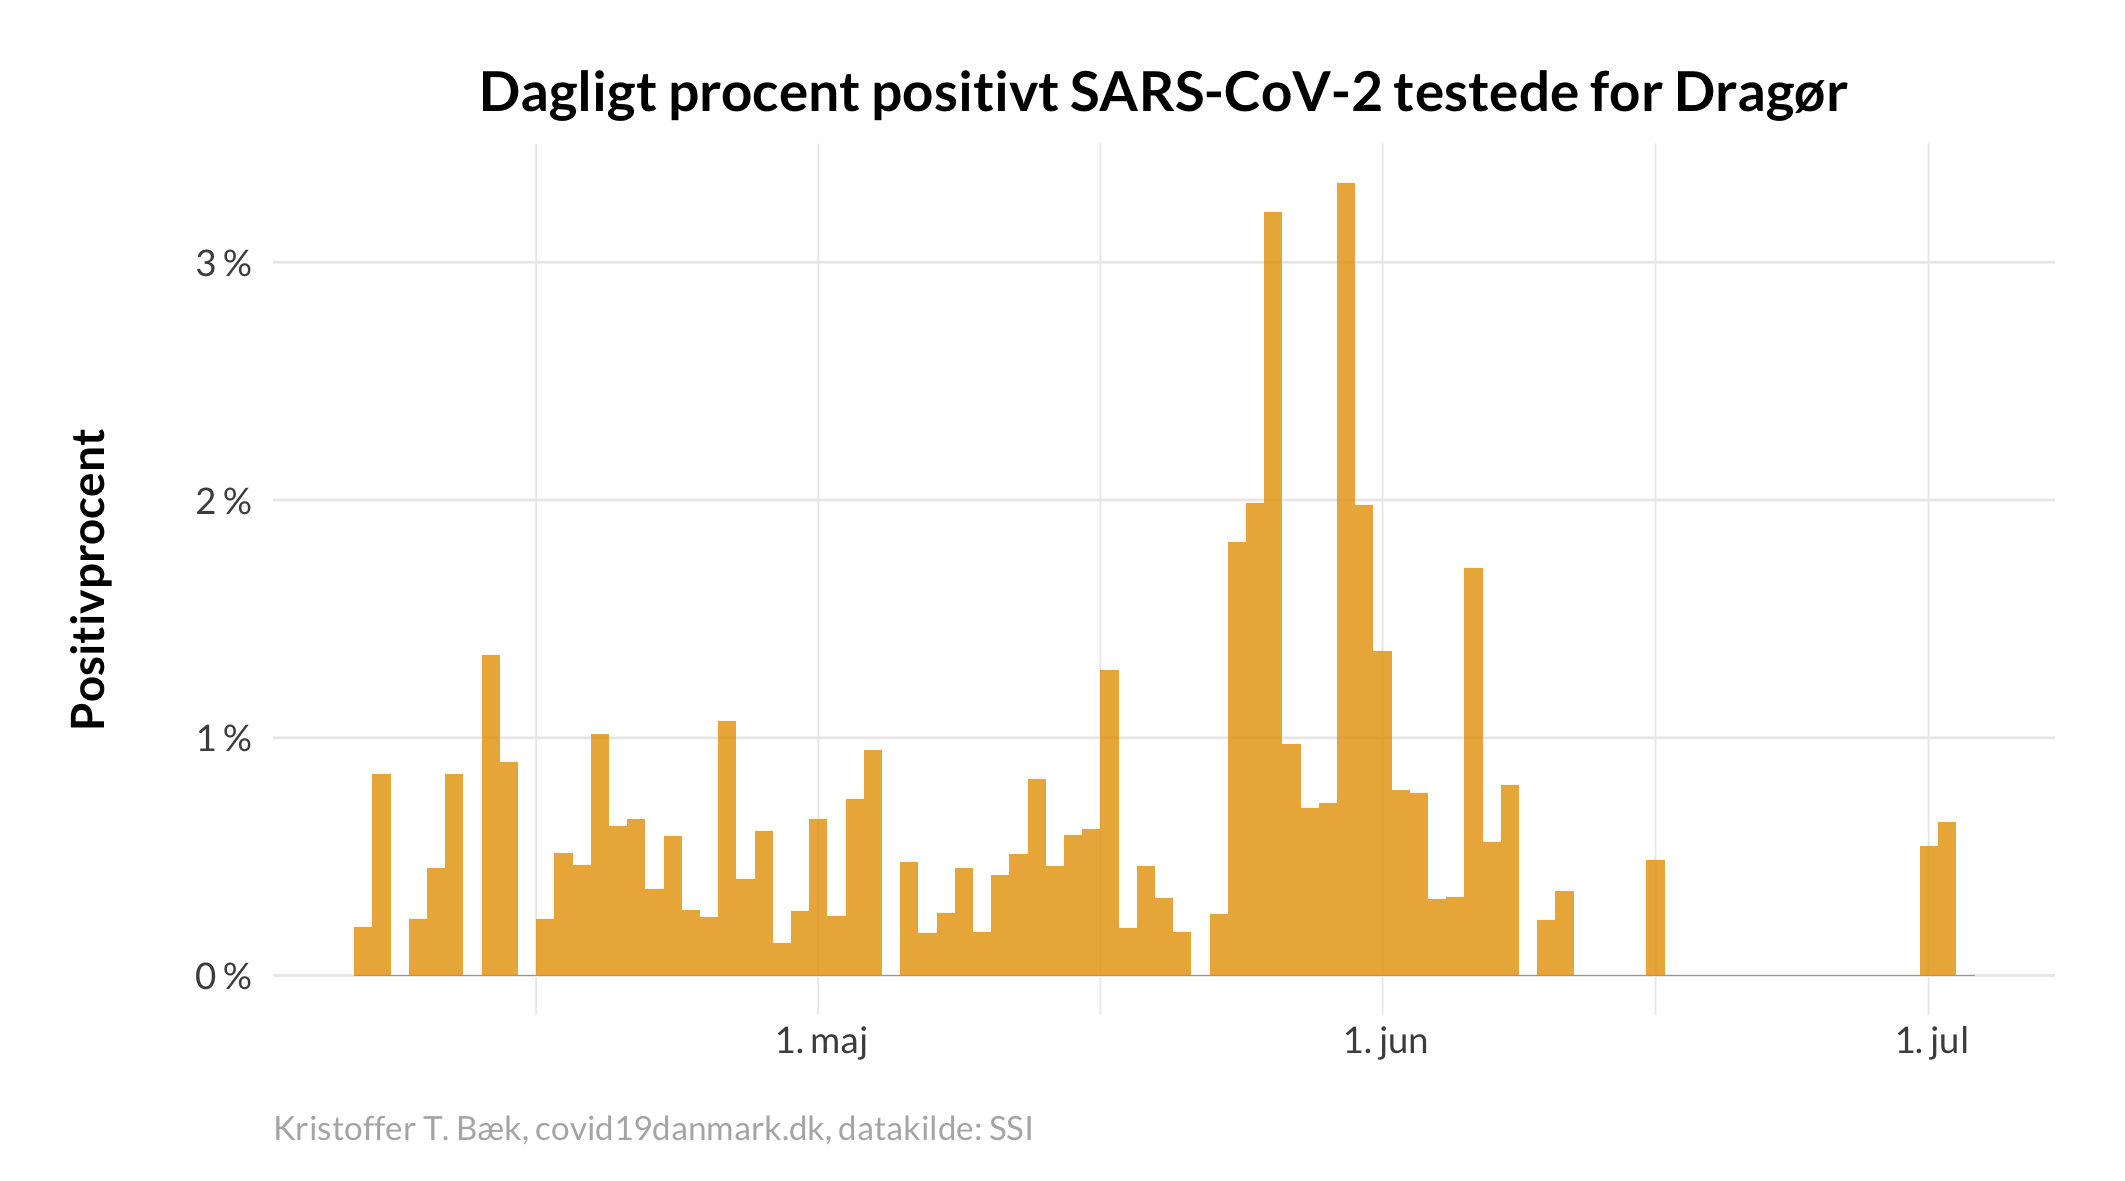 Dagligt procent positivt SARS-CoV-2 testede for Dragør
Positivprocent
3 %
2 %
1 %
0 %
1. maj
1. jun
1. jul
Kristoffer T. Bæk, covid19danmark.dk, datakilde: SSI